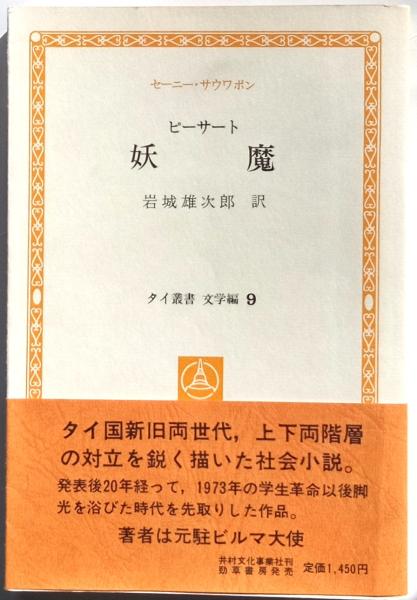 セーニー・サウワポン
ピーサート
妖魔
岩城雄次郎 訳
タイ叢書 文学編 9
タイ国新旧両世代，上下両階層
の対立を鋭く描いた社会小説。
発表後20年経って，1973年の学生革命以後脚
光を浴びた時代を先取りした作品。
著者は元駐ビルマ大使
井村文化事業社刊
勁草書房発売 定価1,450円